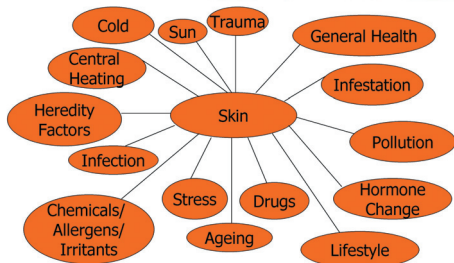 Trauma
Cold
Sun
General Health
Central
Heating
Infestation
Heredity
Factors
Skin
Pollution
Infection
Stress
Drugs
Hormone
Change
Chemicals/
Allergens/
Irritants
Ageing
Lifestyle